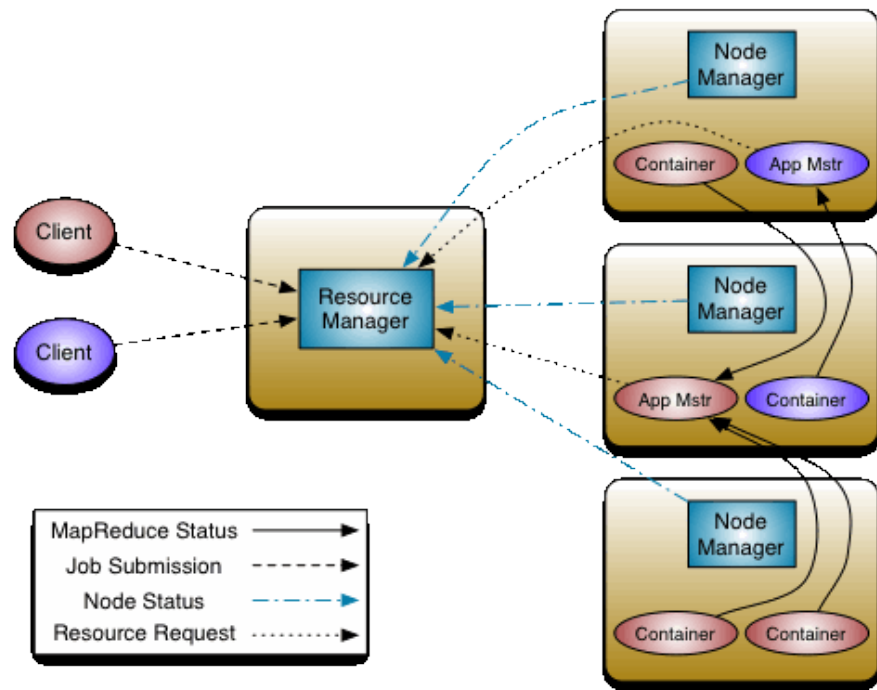 Node
Manager
Container
App Mstr
Client
Client
Resource
Manager
Node
Manager
App Mstr
Container
Node
Manager
Container
Container
MapReduce Status
Job Submission
Node Status
Resource Request